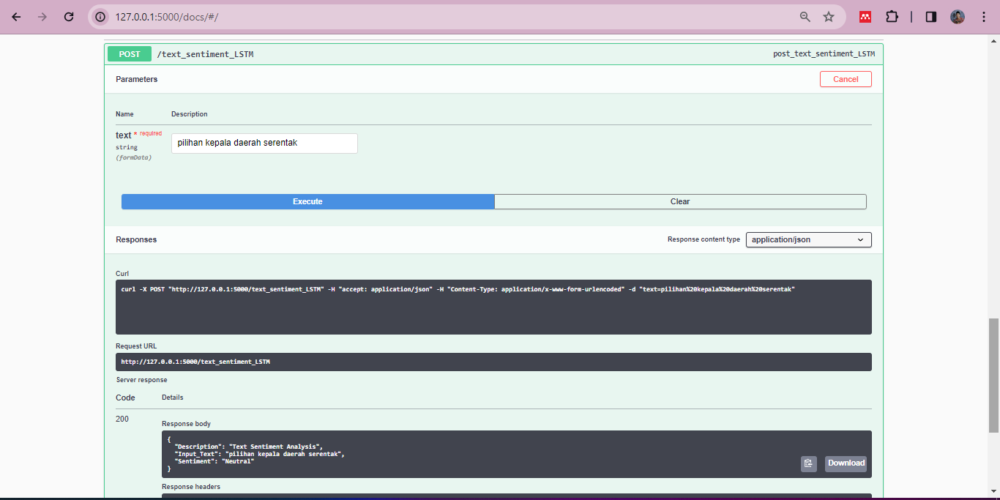 127.0.0.1:5000/docs/#/
POST /text_sentiment_LSTM post_text_sentiment_LSTM
Parameters Cancel
Name Description
text * required
string
(formData)
pilihan kepala daerah serentak
Execute Clear
Responses Response content type application/json
Curl
curl -X POST "http://127.0.0.1:5000/text_sentiment_LSTM" -H "accept: application/json" -H "Content-Type: application/x-www-form-urlencoded" -d "text=pilihan%20kepala%20daerah%20serentak"
Request URL
http://127.0.0.1:5000/text_sentiment_LSTM
Server response
Code Details
200
Response body
{
"Description": "Text Sentiment Analysis",
"Input_Text": "pilihan kepala daerah serentak",
"Sentiment": "Neutral"
}
Download
Response headers